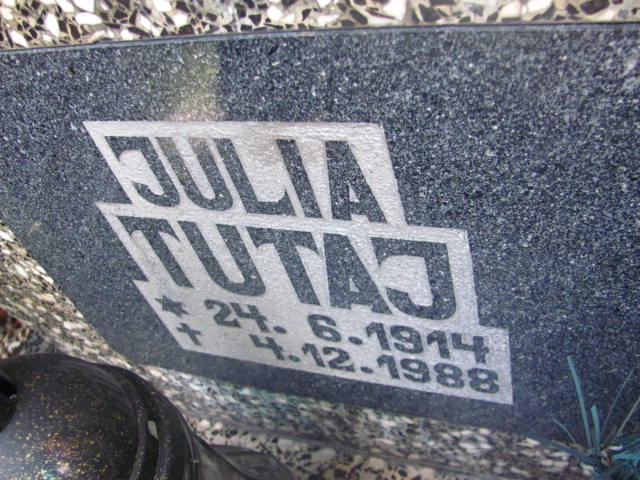 JULIA
TUTAJ
* 24. 6.1914
† 4.12.1988